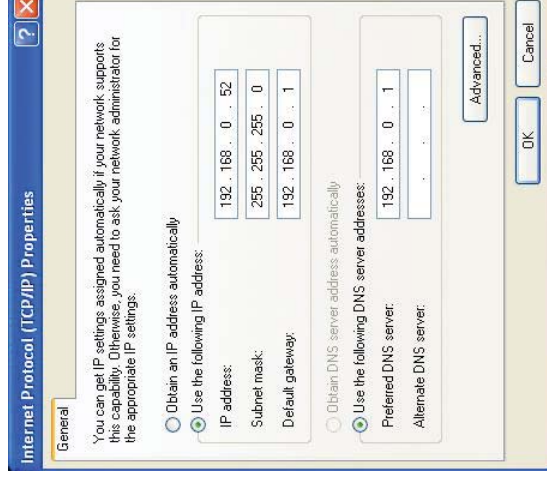 Internet Protocol (TCP/IP) Properties
General
You can get IP settings assigned automatically if your network supports
this capability. Otherwise, you need to ask your network administrator for
the appropriate IP settings.
Obtain an IP address automatically
Use the following IP address:
IP address: 192 . 168 . 0 . 52
Subnet mask: 255 . 255 . 255 . 0
Default gateway: 192 . 168 . 0 . 1
Obtain DNS server address automatically
Use the following DNS server addresses:
Preferred DNS server: 192 . 168 . 0 . 1
Alternate DNS server: . . .
Advanced...
OK Cancel